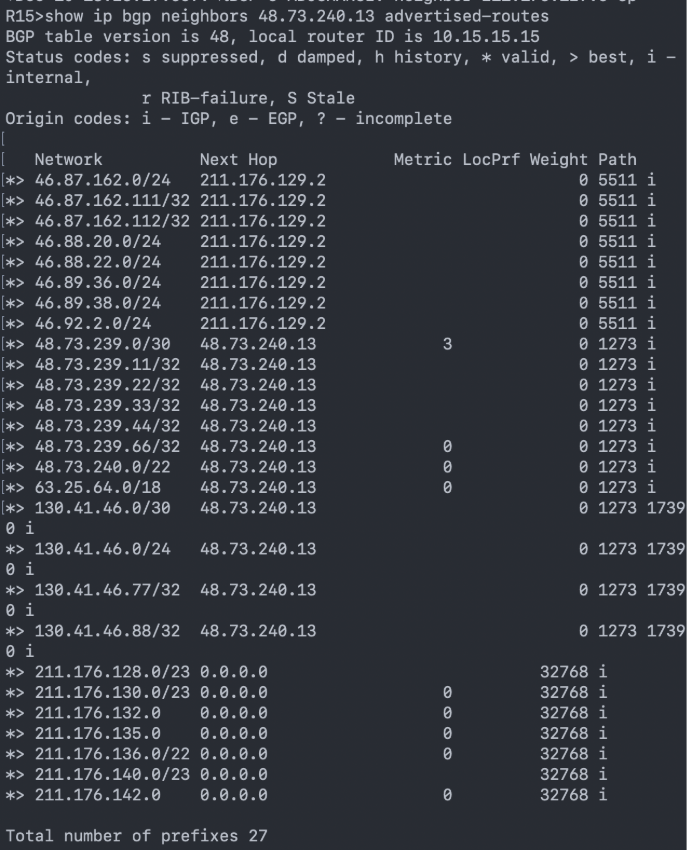 R15>show ip bgp neighbors 48.73.240.13 advertised-routes
BGP table version is 48, local router ID is 10.15.15.15
Status codes: s suppressed, d damped, h history, * valid, > best, i -
internal,
              r RIB-failure, S Stale
Origin codes: i - IGP, e - EGP, ? - incomplete
[
[   Network          Next Hop            Metric LocPrf Weight Path
[*> 46.87.162.0/24   211.176.129.2                          0 5511 i
[*> 46.87.162.111/32 211.176.129.2                          0 5511 i
[*> 46.87.162.112/32 211.176.129.2                          0 5511 i
[*> 46.88.20.0/24    211.176.129.2                          0 5511 i
[*> 46.88.22.0/24    211.176.129.2                          0 5511 i
[*> 46.89.36.0/24    211.176.129.2                          0 5511 i
[*> 46.89.38.0/24    211.176.129.2                          0 5511 i
[*> 46.92.2.0/24     211.176.129.2                          0 5511 i
[*> 48.73.239.0/30   48.73.240.13             3             0 1273 i
[*> 48.73.239.11/32  48.73.240.13                           0 1273 i
[*> 48.73.239.22/32  48.73.240.13                           0 1273 i
[*> 48.73.239.33/32  48.73.240.13                           0 1273 i
[*> 48.73.239.44/32  48.73.240.13                           0 1273 i
[*> 48.73.239.66/32  48.73.240.13             0             0 1273 i
[*> 48.73.240.0/22   48.73.240.13             0             0 1273 i
[*> 63.25.64.0/18    48.73.240.13             0             0 1273 i
[*> 130.41.46.0/30   48.73.240.13                           0 1273 1739
0 i
*> 130.41.46.0/24   48.73.240.13                           0 1273 1739
0 i
*> 130.41.46.77/32  48.73.240.13                           0 1273 1739
0 i
*> 130.41.46.88/32  48.73.240.13                           0 1273 1739
0 i
*> 211.176.128.0/23 0.0.0.0                            32768 i
*> 211.176.130.0/23 0.0.0.0                  0         32768 i
*> 211.176.132.0    0.0.0.0                  0         32768 i
*> 211.176.135.0    0.0.0.0                  0         32768 i
*> 211.176.136.0/22 0.0.0.0                  0         32768 i
*> 211.176.140.0/23 0.0.0.0                            32768 i
*> 211.176.142.0    0.0.0.0                  0         32768 i
Total number of prefixes 27